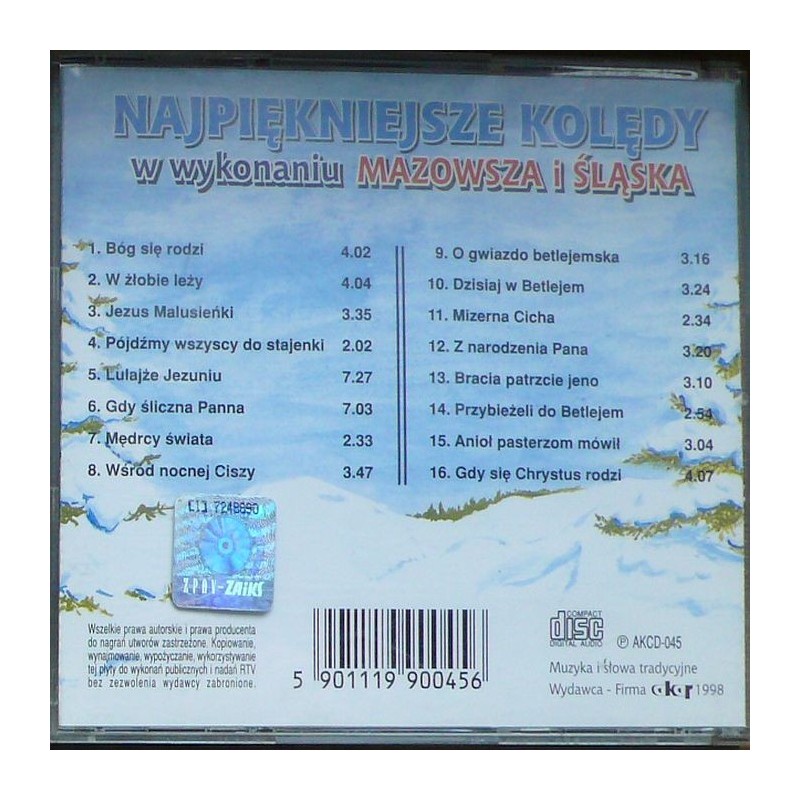 NAJPIĘKNIEJSZE KOLĘDY
w wykonaniu MAZOWSZA i ŚLĄSKA
1. Bóg się rodzi 4.02
2. W żłobie leży 4.04
3. Jezus Malusieńki 3.35
4. Pójdźmy wszyscy do stajenki 2.02
5. Lulajże Jezuniu 7.27
6. Gdy śliczna Panna 7.03
7. Mędrcy świata 2.33
8. Wśród nocnej Ciszy 3.47
9. O gwiazdo betlejemska 3.16
10. Dzisiaj w Betlejem 3.24
11. Mizerna Cicha 2.34
12. Z narodzenia Pana 3.20
13. Bracia patrzcie jeno 3.10
14. Przybieżeli do Betlejem 2.54
15. Anioł pasterzom mówił 3.04
16. Gdy się Chrystus rodzi 4.07
7248890
ZPAV-ZAiKS
Wszelkie prawa autorskie i prawa producenta
do nagrań utworów zastrzeżone. Kopiowanie,
wynajmowanie, wypożyczanie, wykorzystywanie
tej płyty do wykonań publicznych i nadań RTV
bez zezwolenia wydawcy zabronione.
5 901119 900456
COMPACT
disc
DIGITAL AUDIO
Ⓟ AKCD-045
Muzyka i słowa tradycyjne
Wydawca - Firma akar 1998